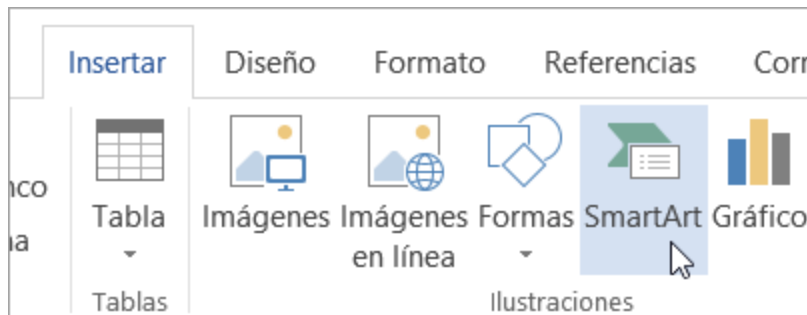 Insertar Diseño Formato Referencias
Tabla Imágenes Imágenes Formas SmartArt Gráfico
en línea
Tablas Ilustraciones